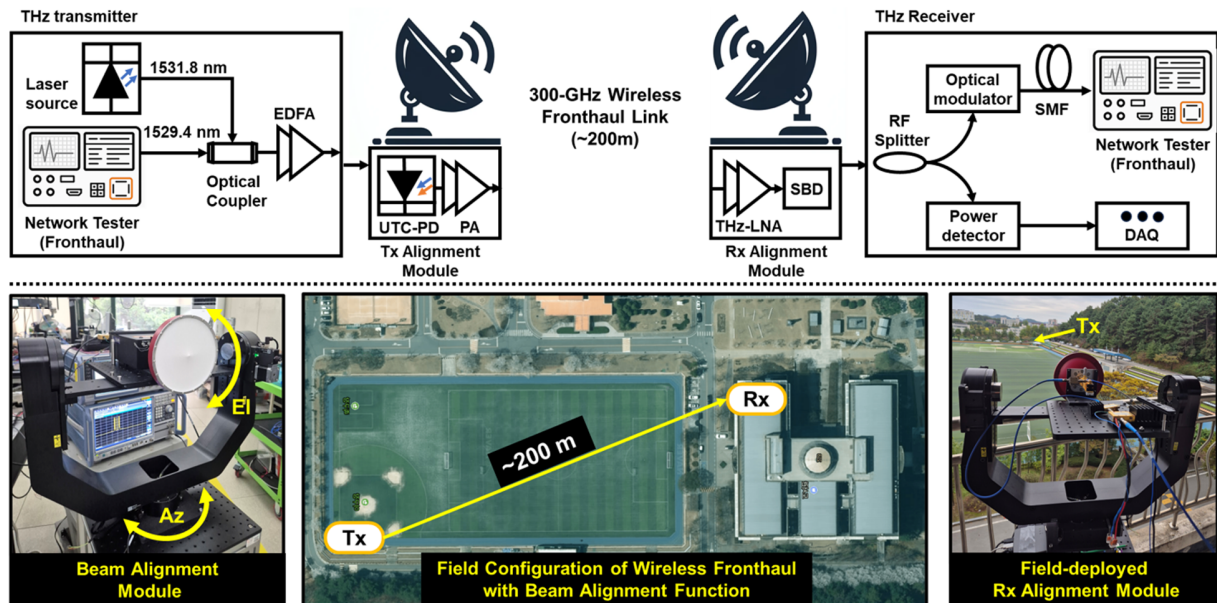 THz transmitter
Laser
source
1531.8 nm
1529.4 nm
EDFA
Optical
Coupler
Network Tester
(Fronthaul)
UTC-PD
PA
Tx Alignment
Module
300-GHz Wireless
Fronthaul Link
(~200m)
THz Receiver
THz-LNA
SBD
Rx Alignment
Module
RF
Splitter
Optical
modulator
SMF
Network Tester
(Fronthaul)
Power
detector
DAQ
El
Az
Beam Alignment
Module
Tx
~200 m
Rx
Field Configuration of Wireless Fronthaul
with Beam Alignment Function
Tx
Field-deployed
Rx Alignment Module